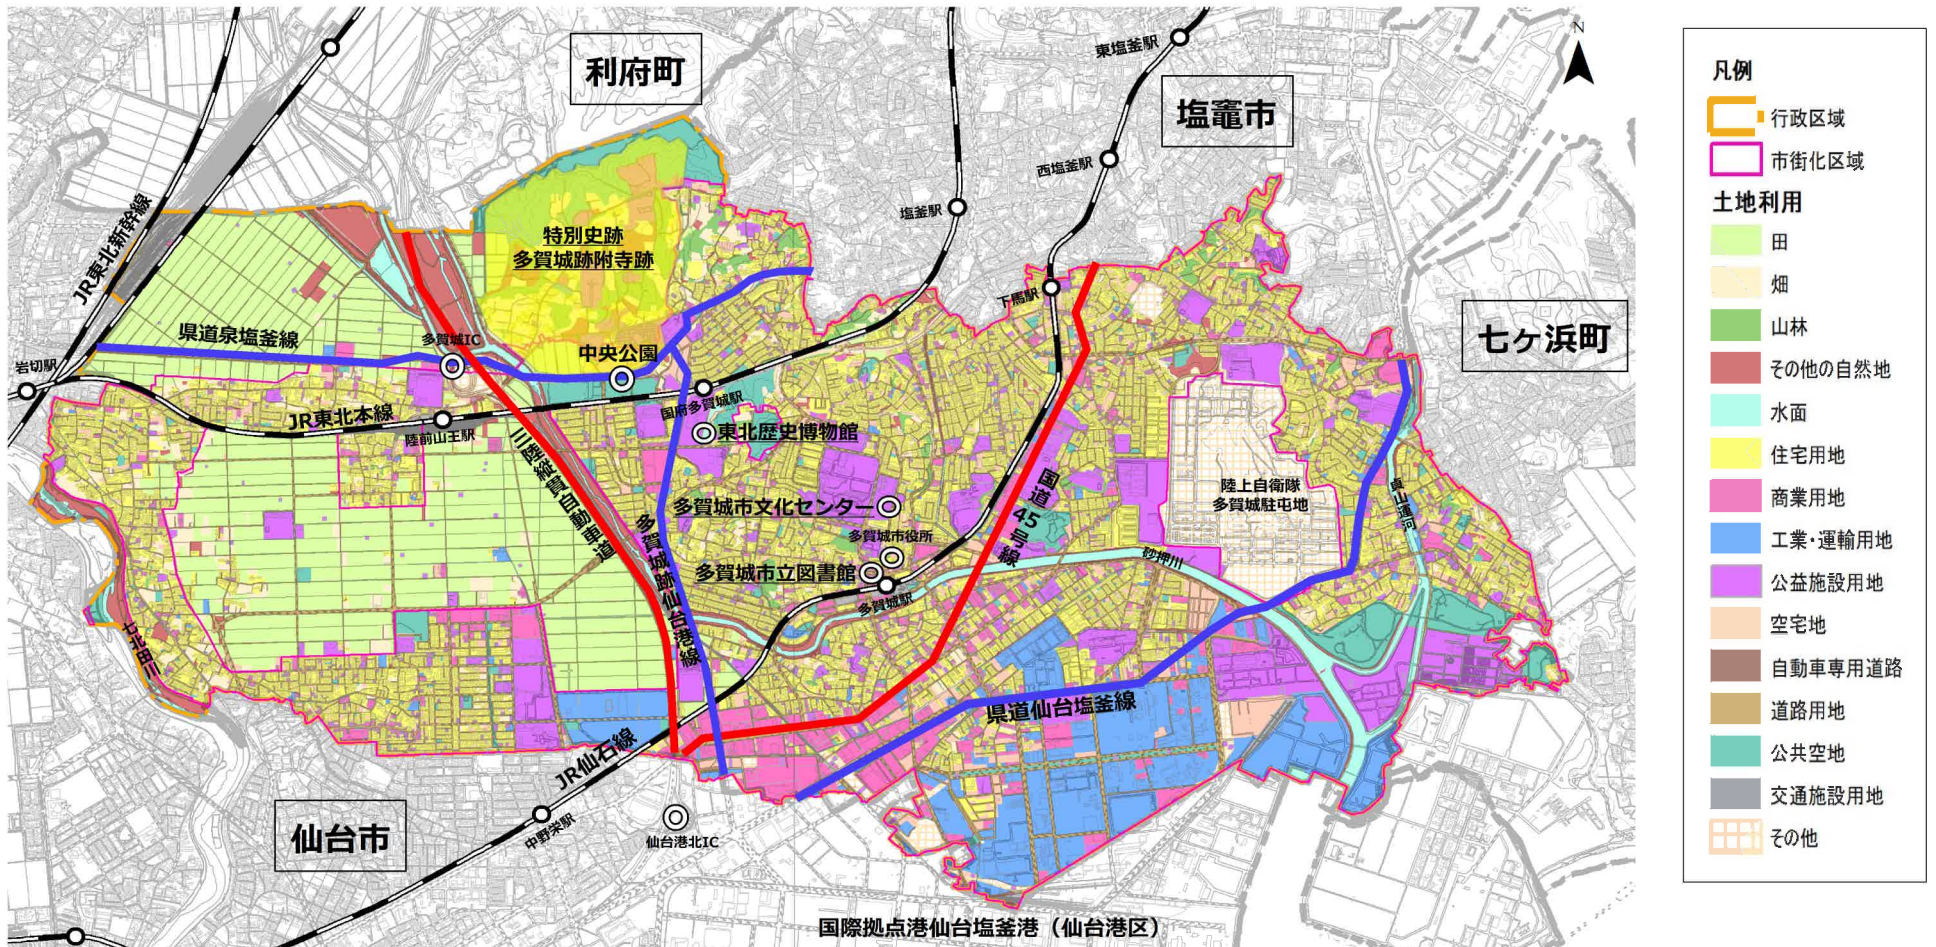 利府町
塩竈市
七ヶ浜町
仙台市
N
東塩釜駅
西塩釜駅
塩釜駅
下馬駅
JR東北新幹線
特別史跡
多賀城跡附寺跡
県道泉塩釜線
多賀城IC
中央公園
岩切駅
JR東北本線
陸前山王駅
国府多賀城駅
東北歴史博物館
三陸縦貫自動車道
多賀城跡仙台港線
国道45号線
陸上自衛隊
多賀城駐屯地
貞山運河
多賀城市文化センター
多賀城市役所
多賀城市立図書館
多賀城駅
砂押川
七北田川
県道仙台塩釜線
JR仙石線
中野栄駅
仙台港北IC
国際拠点港仙台塩釜港（仙台港区）
凡例
行政区域
市街化区域
土地利用
田
畑
山林
その他の自然地
水面
住宅用地
商業用地
工業・運輸用地
公益施設用地
空宅地
自動車専用道路
道路用地
公共空地
交通施設用地
その他